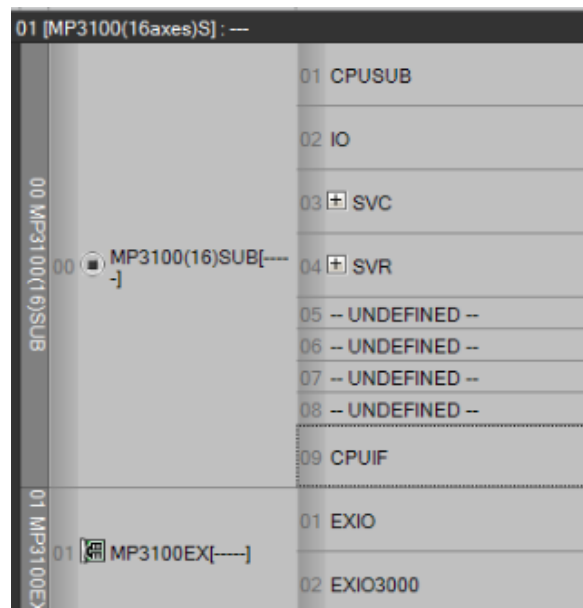 01 [MP3100(16axes)S] : ---
00 MP3100(16)SUB
00 MP3100(16)SUB[----
-]
01 CPUSUB
02 IO
03 + SVC
04 + SVR
05 -- UNDEFINED --
06 -- UNDEFINED --
07 -- UNDEFINED --
08 -- UNDEFINED --
09 CPUIF
01 MP3100EX
01 MP3100EX[-----]
01 EXIO
02 EXIO3000